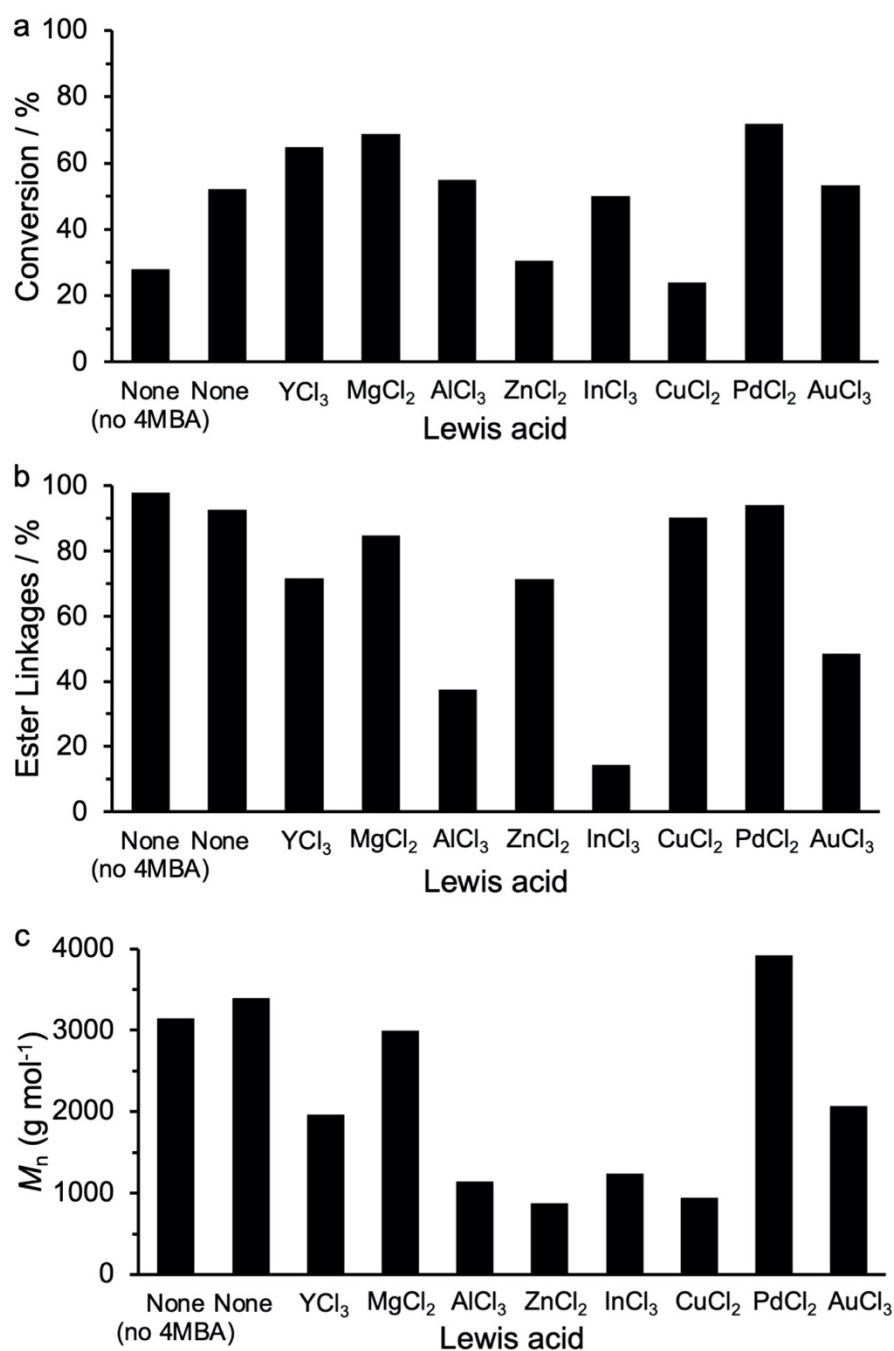 a
Conversion / %
100
80
60
40
20
0
None None YCl3 MgCl2 AlCl3 ZnCl2 InCl3 CuCl2 PdCl2 AuCl3
(no 4MBA)
Lewis acid
b
Ester Linkages / %
100
80
60
40
20
0
None None YCl3 MgCl2 AlCl3 ZnCl2 InCl3 CuCl2 PdCl2 AuCl3
(no 4MBA)
Lewis acid
c
Mn (g mol-1)
4000
3000
2000
1000
0
None None YCl3 MgCl2 AlCl3 ZnCl2 InCl3 CuCl2 PdCl2 AuCl3
(no 4MBA)
Lewis acid